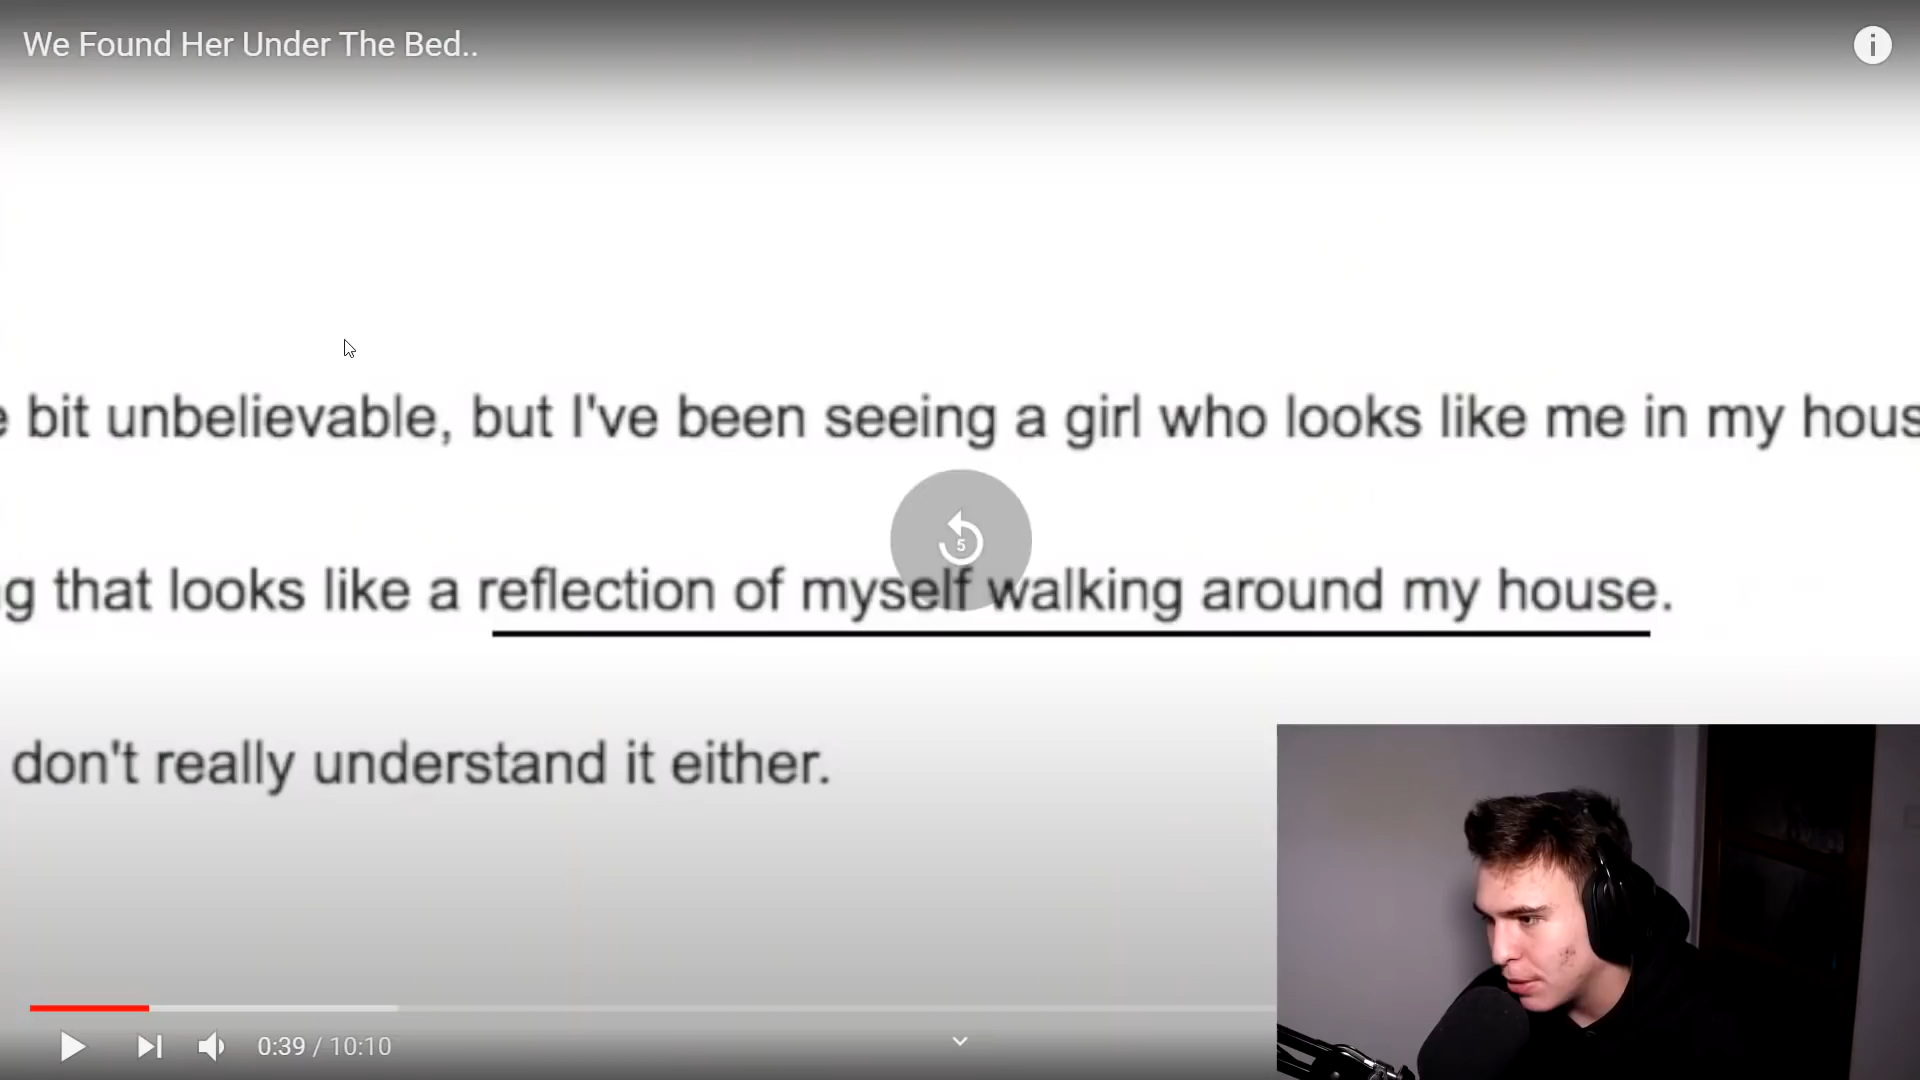 We Found Her Under The Bed..
bit unbelievable, but I've been seeing a girl who looks like me in my hous
5
g that looks like a reflection of myself walking around my house.
don't really understand it either.
0:39 / 10:10